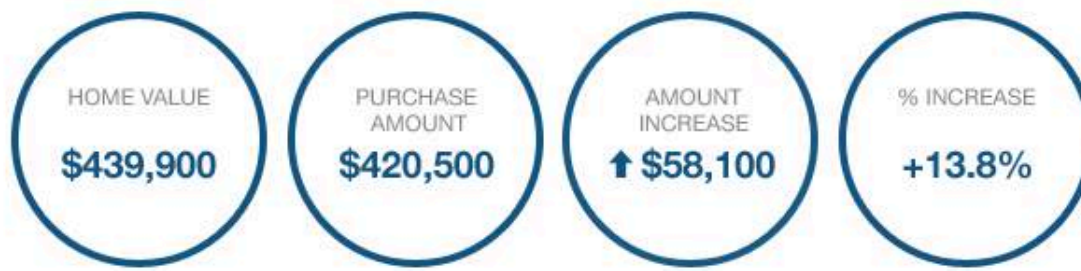 HOME VALUE
$439,900
PURCHASE
AMOUNT
$420,500
AMOUNT
INCREASE
⬆ $58,100
% INCREASE
+13.8%